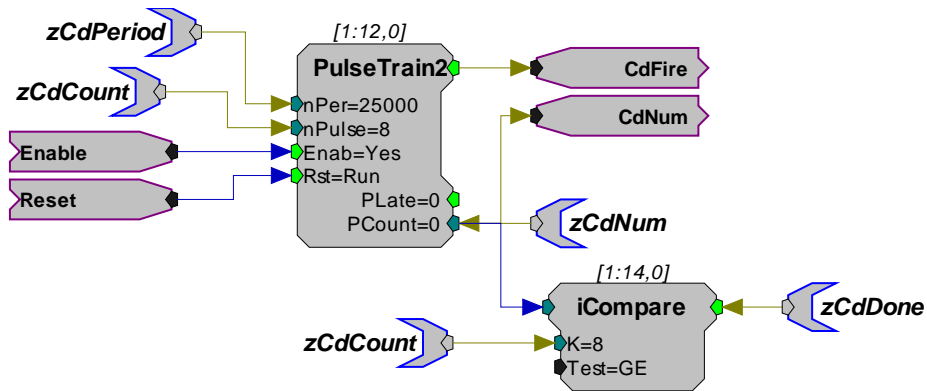 zCdPeriod
[1:12,0]
PulseTrain2
CdFire
zCdCount
nPer=25000
CdNum
nPulse=8
Enable
Enab=Yes
Reset
Rst=Run
PLate=0
PCount=0
zCdNum
[1:14,0]
iCompare
zCdDone
zCdCount
K=8
Test=GE